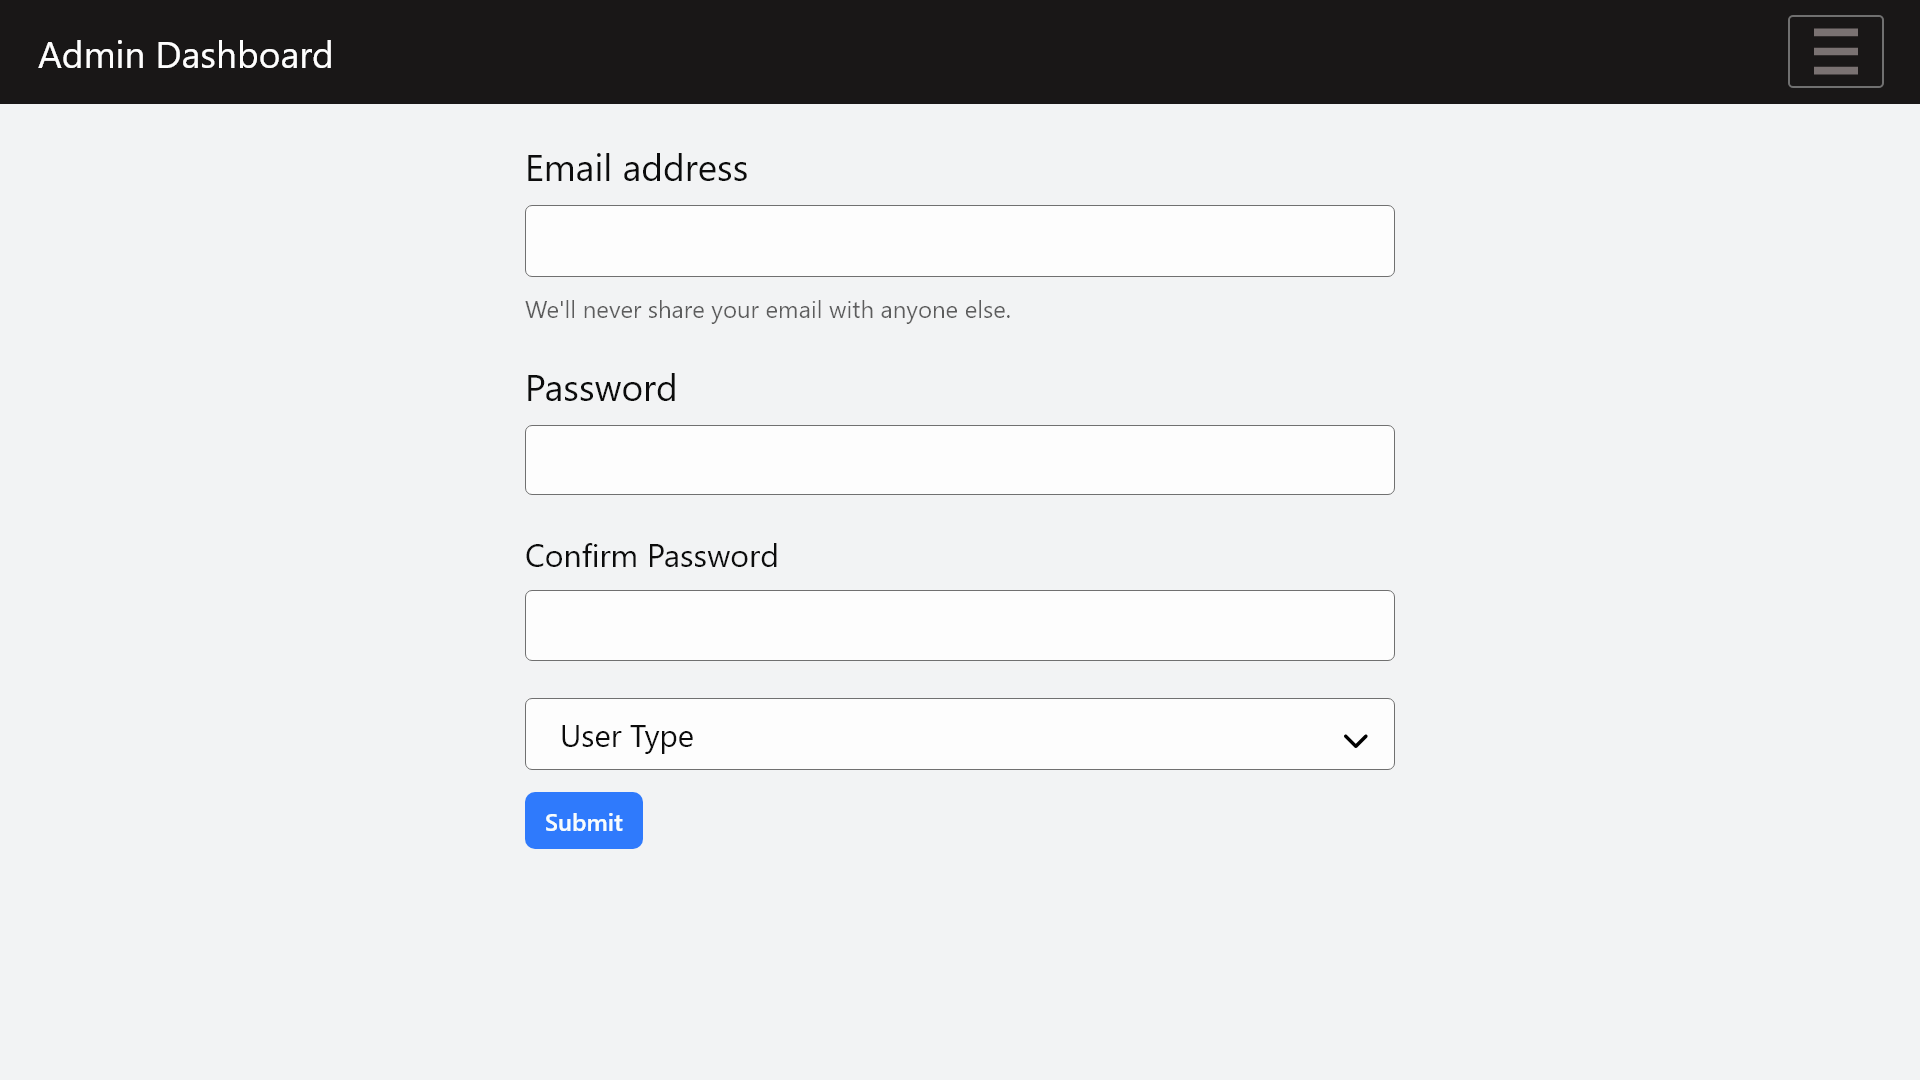 Admin Dashboard
Email address
We'll never share your email with anyone else.
Password
Confirm Password
User Type
Submit